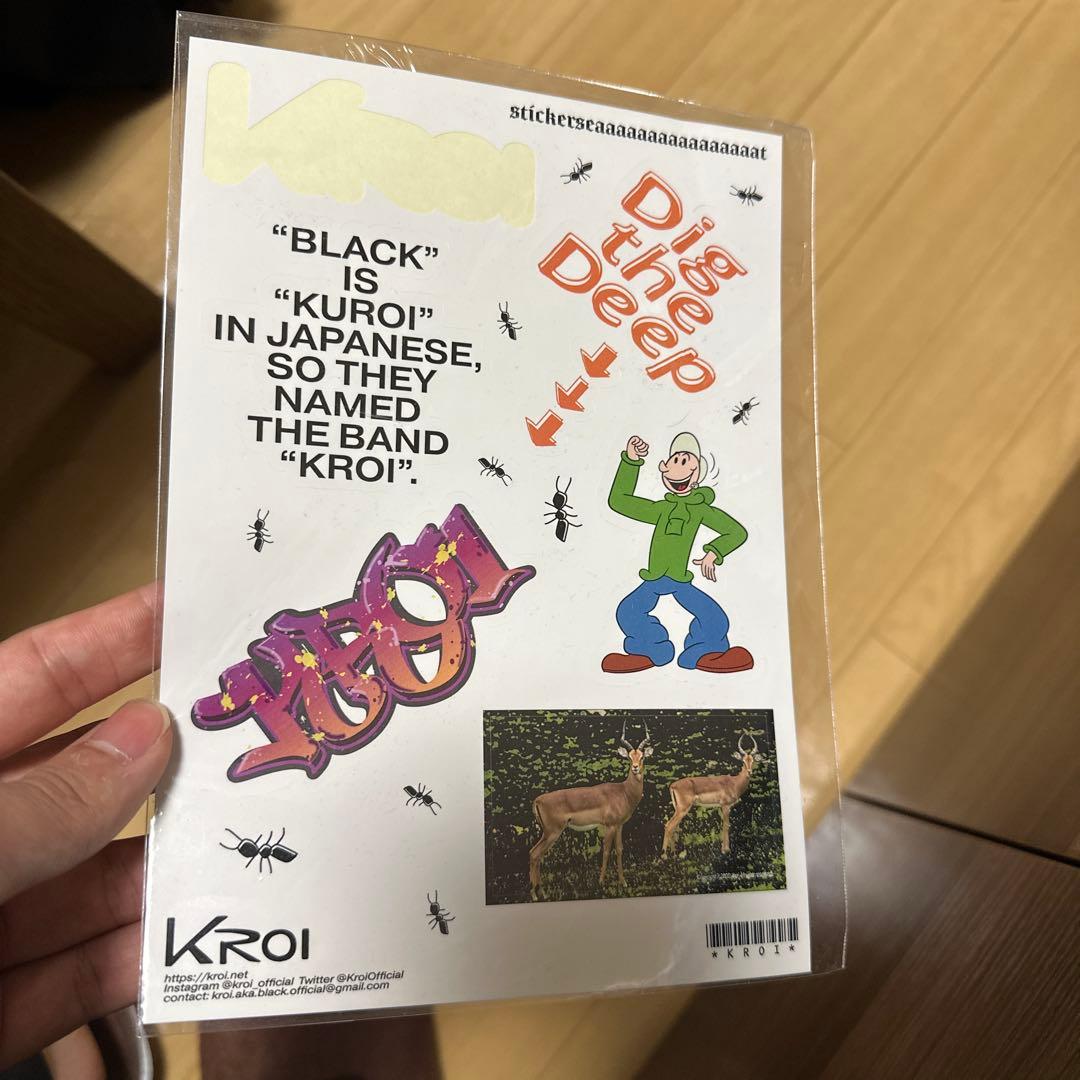 Kroi
stickerseaaaaaaaaaaaaaaaat
Dig
the
Deep
“BLACK”
IS
“KUROI”
IN JAPANESE,
SO THEY
NAMED
THE BAND
“KROI”.
KROI
KROI
https://kroi.net
Instagram @kroi_official Twitter @KroiOfficial
contact: kroi.aka.black.official@gmail.com
*KROI*